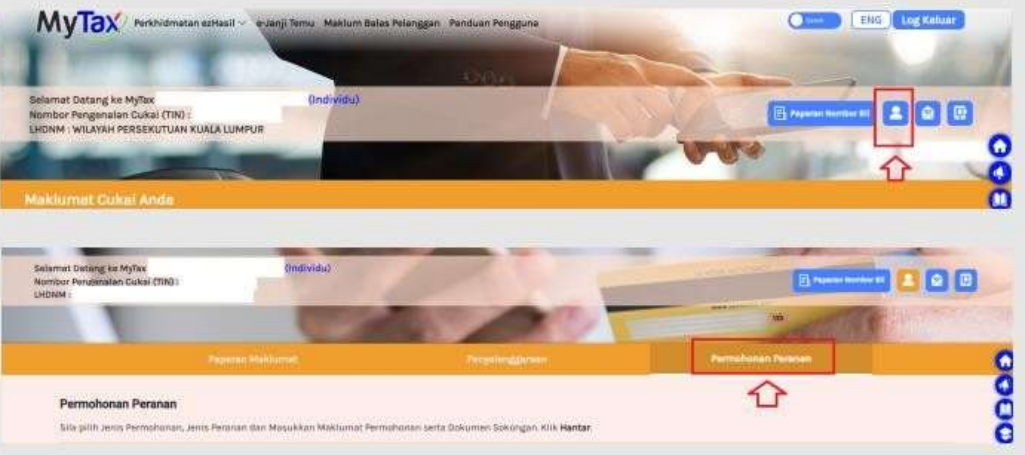 MyTax Perkhidmatan ezHasil e-Janji Temu Maklum Balas Pelanggan Panduan Pengguna ENG Log Keluar
Selamat Datang ke MyTax (Individu)
Nombor Pengenalan Cukai (TIN) :
LHDNM : WILAYAH PERSEKUTUAN KUALA LUMPUR
Paparan Nombor Bil
Maklumat Cukai Anda
Selamat Datang ke MyTax (Individu)
Nombor Pengenalan Cukai (TIN) :
LHDNM :
Paparan Nombor Bil
Paparan Maklumat Penyelenggaraan Permohonan Peranan
Permohonan Peranan
Sila pilih Jenis Permohonan, Jenis Peranan dan Masukkan Maklumat Permohonan serta Dokumen Sokongan. Klik Hantar.